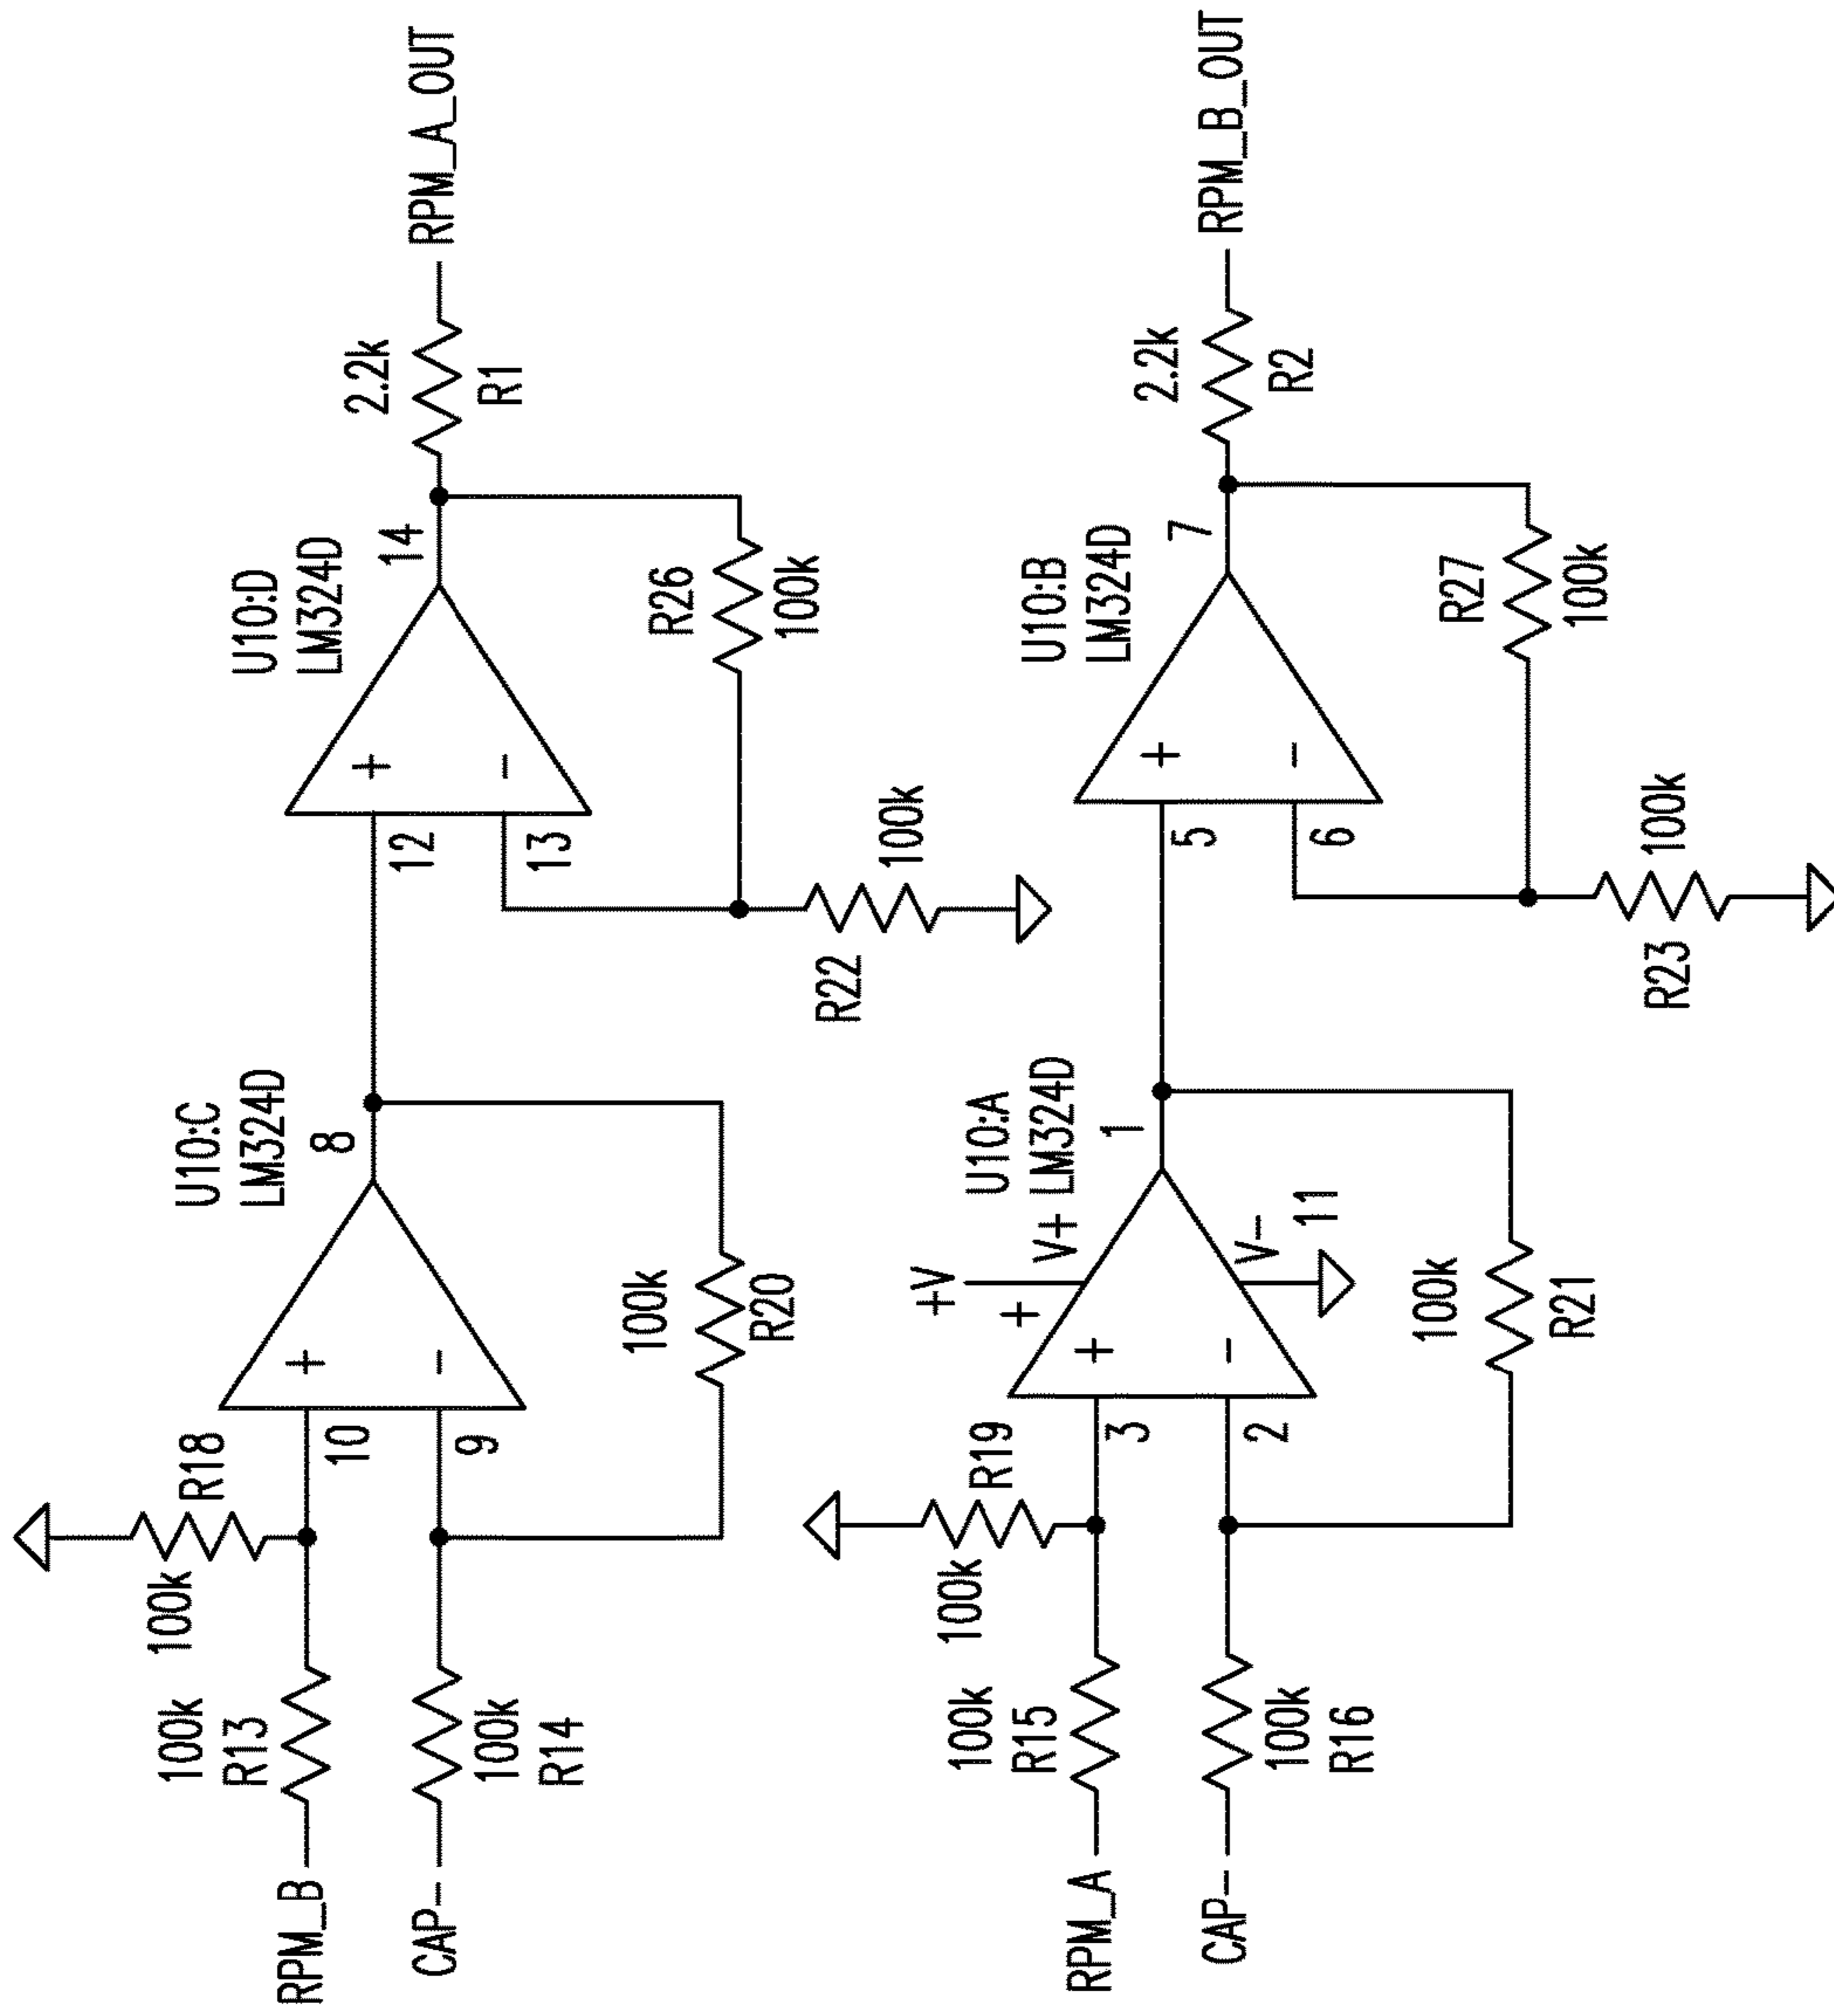 RPM_B
100k
R13
CAP-
100k
R14
100k
R18
10
9
+
-
U10:C
LM324D
8
100k
R20
12
13
+
-
U10:D
LM324D
14
R22
100k
R26
100k
2.2k
R1
RPM_A_OUT
RPM_A
100k
R15
CAP-
100k
R16
100k
R19
3
2
+
-
+
+V
V+
V-
11
U10:A
LM324D
1
100k
R21
5
6
+
-
U10:B
LM324D
7
R23
100k
R27
100k
2.2k
R2
RPM_B_OUT